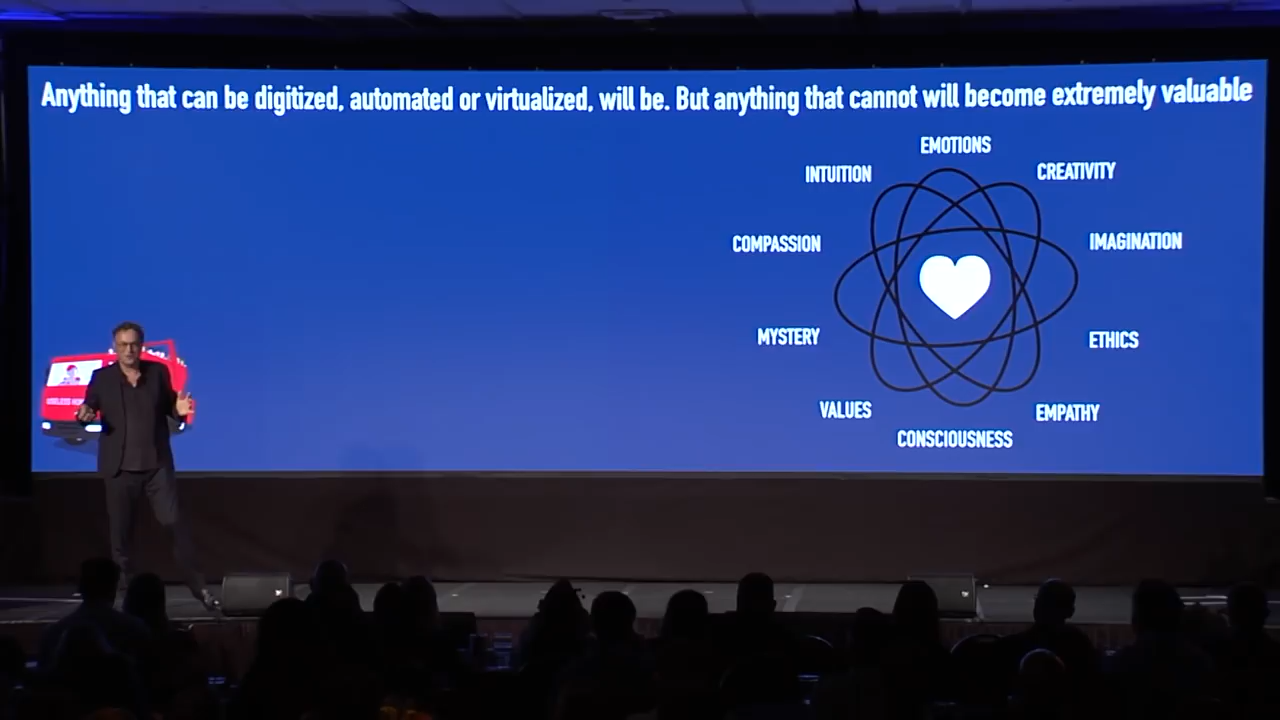 Anything that can be digitized, automated or virtualized, will be. But anything that cannot will become extremely valuable
EMOTIONS
INTUITION
CREATIVITY
COMPASSION
IMAGINATION
MYSTERY
ETHICS
VALUES
EMPATHY
CONSCIOUSNESS
USELESS